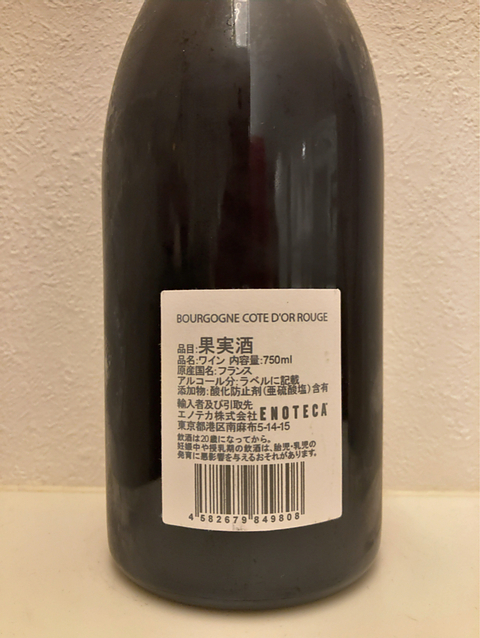 BOURGOGNE COTE D'OR ROUGE
品目:果実酒
品名:ワイン 内容量:750ml
原産国名:フランス
アルコール分:ラベルに記載
添加物:酸化防止剤(亜硫酸塩)含有
輸入者及び引取先
エノテカ株式会社 ENOTECA
東京都港区南麻布5-14-15
飲酒は20歳になってから。
妊娠中や授乳期の飲酒は、胎児・乳児の
発育に悪影響を与えるおそれがあります。
4 582679 849808